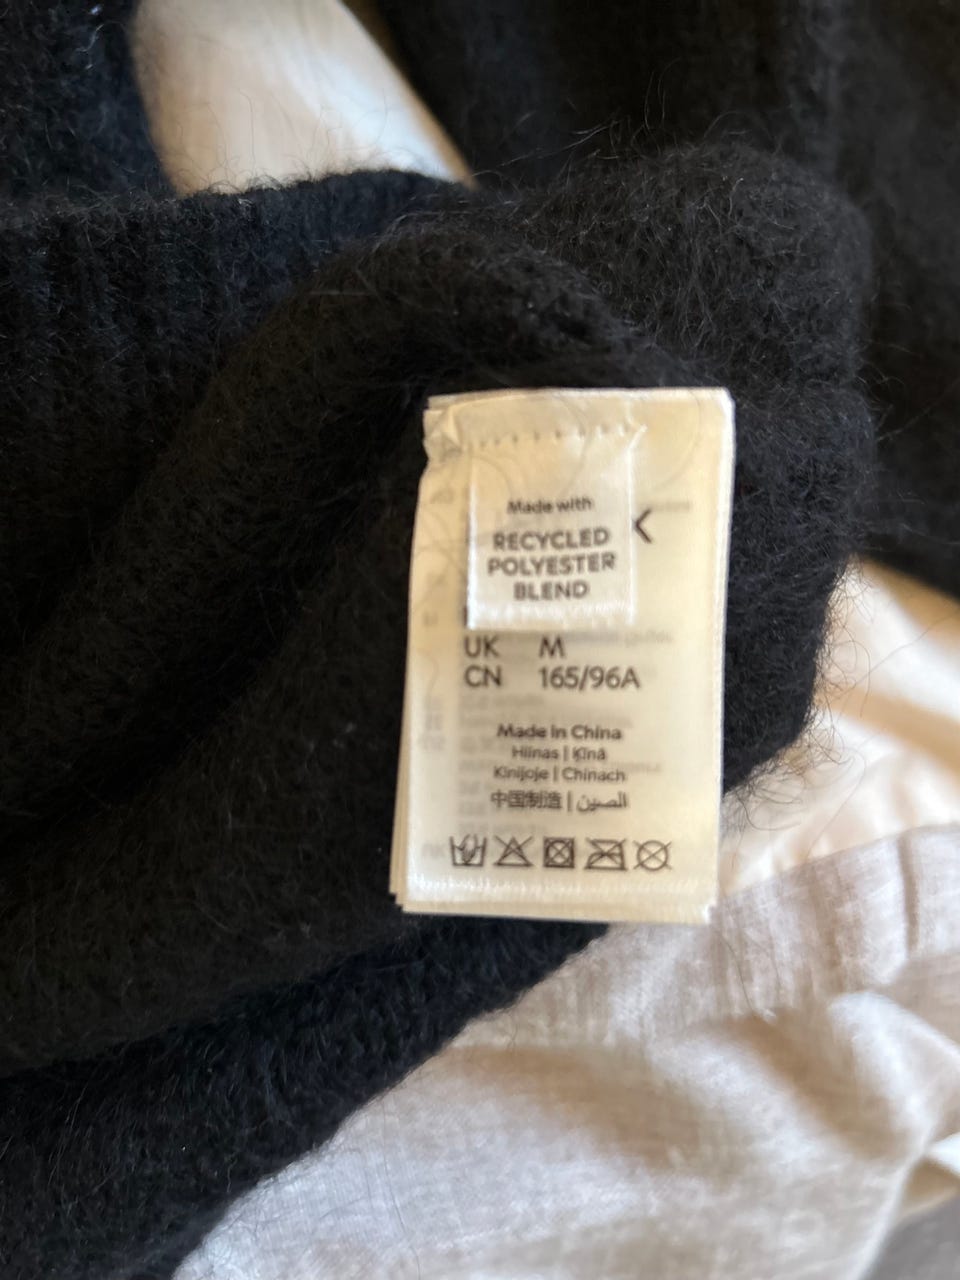 Made with
RECYCLED
POLYESTER
BLEND
UK M
CN 165/96A
Made in China
Hiinas | Ķīnā
Kinijoje | Chinach
中国制造 | الصين